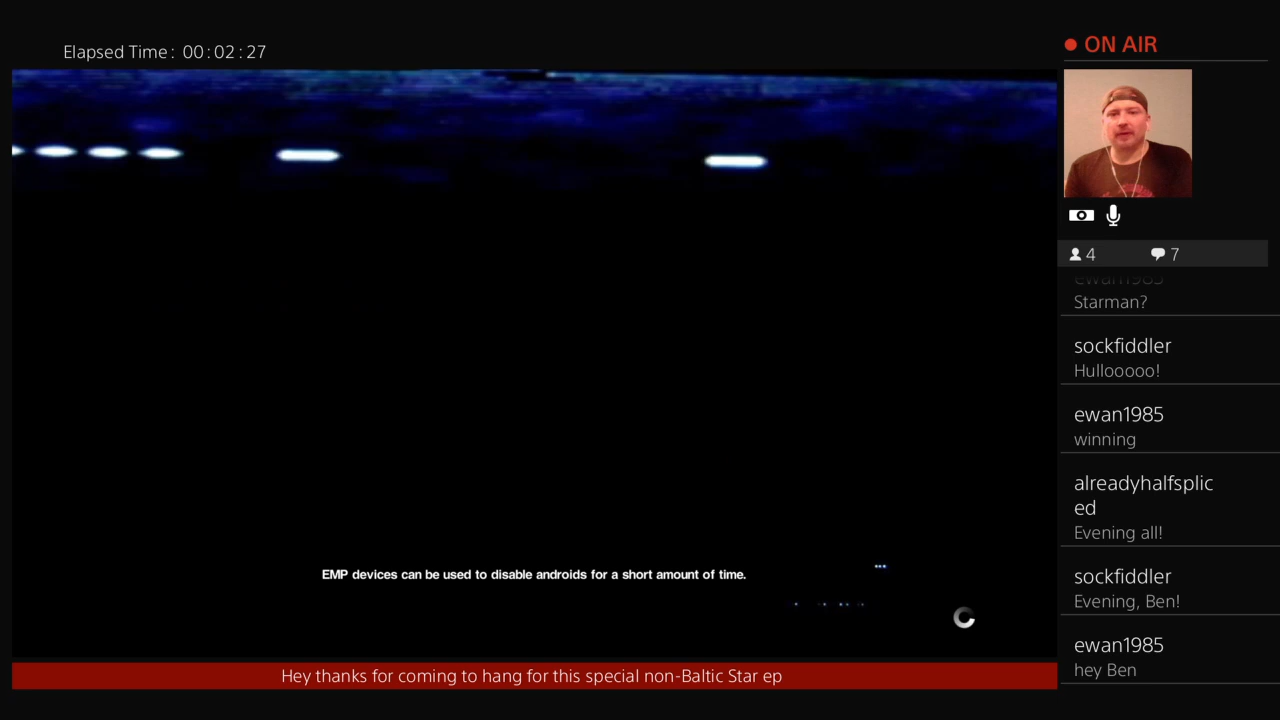 Elapsed Time: 00:02:27
ON AIR
4 7
ewan1985
Starman?
sockfiddler
Hullooooo!
ewan1985
winning
alreadyhalfsplic
ed
Evening all!
sockfiddler
Evening, Ben!
ewan1985
hey Ben
EMP devices can be used to disable androids for a short amount of time.
Hey thanks for coming to hang for this special non-Baltic Star ep